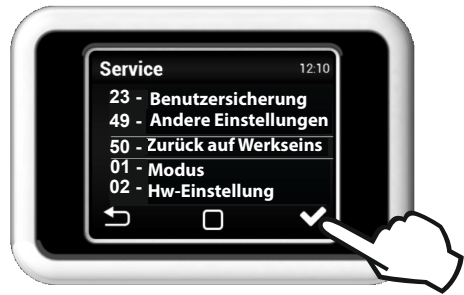 Service 12:10
23 - Benutzersicherung
49 - Andere Einstellungen
50 - Zurück auf Werkseins
01 - Modus
02 - Hw-Einstellung